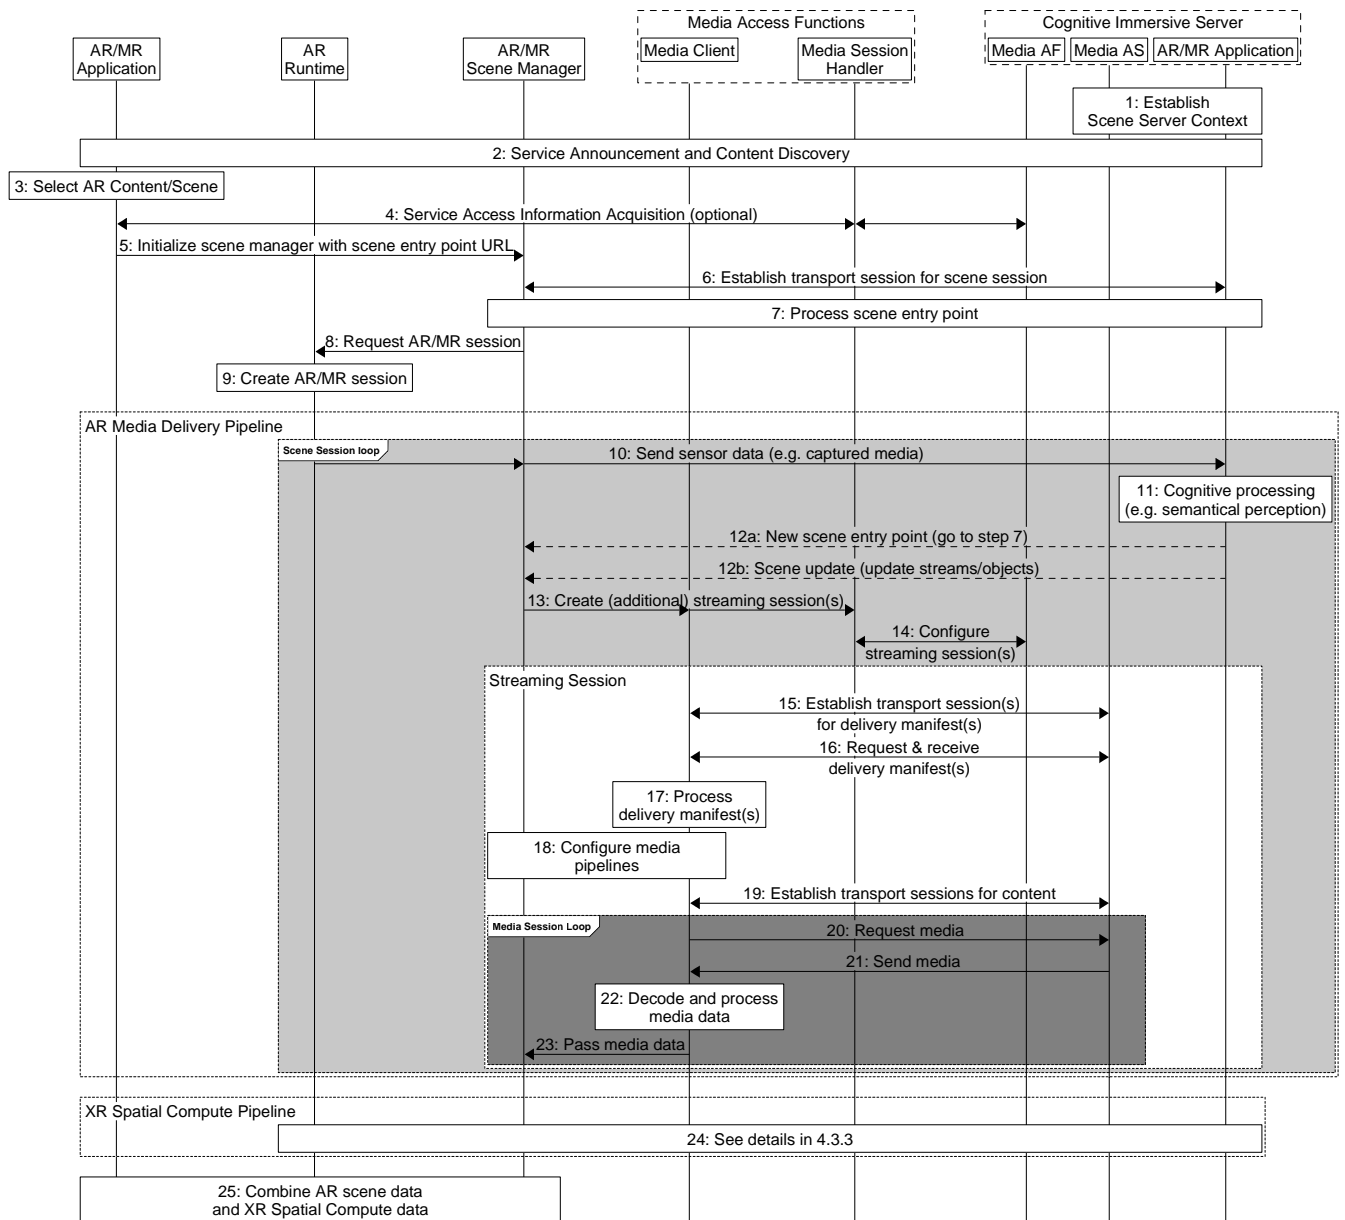 Media Access Functions
Cognitive Immersive Server
AR/MR
Application
AR
Runtime
AR/MR
Scene Manager
Media Client
Media Session
Handler
Media AF
Media AS
AR/MR Application
1: Establish
Scene Server Context
2: Service Announcement and Content Discovery
3: Select AR Content/Scene
4: Service Access Information Acquisition (optional)
5: Initialize scene manager with scene entry point URL
6: Establish transport session for scene session
7: Process scene entry point
8: Request AR/MR session
9: Create AR/MR session
AR Media Delivery Pipeline
Scene Session loop
10: Send sensor data (e.g. captured media)
11: Cognitive processing
(e.g. semantical perception)
12a: New scene entry point (go to step 7)
12b: Scene update (update streams/objects)
13: Create (additional) streaming session(s)
14: Configure
streaming session(s)
Streaming Session
15: Establish transport session(s)
for delivery manifest(s)
16: Request & receive
delivery manifest(s)
17: Process
delivery manifest(s)
18: Configure media
pipelines
19: Establish transport sessions for content
Media Session Loop
20: Request media
21: Send media
22: Decode and process
media data
23: Pass media data
XR Spatial Compute Pipeline
24: See details in 4.3.3
25: Combine AR scene data
and XR Spatial Compute data